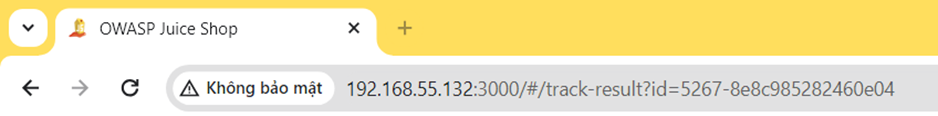 OWASP Juice Shop
Không bảo mật 192.168.55.132:3000/#/track-result?id=5267-8e8c985282460e04